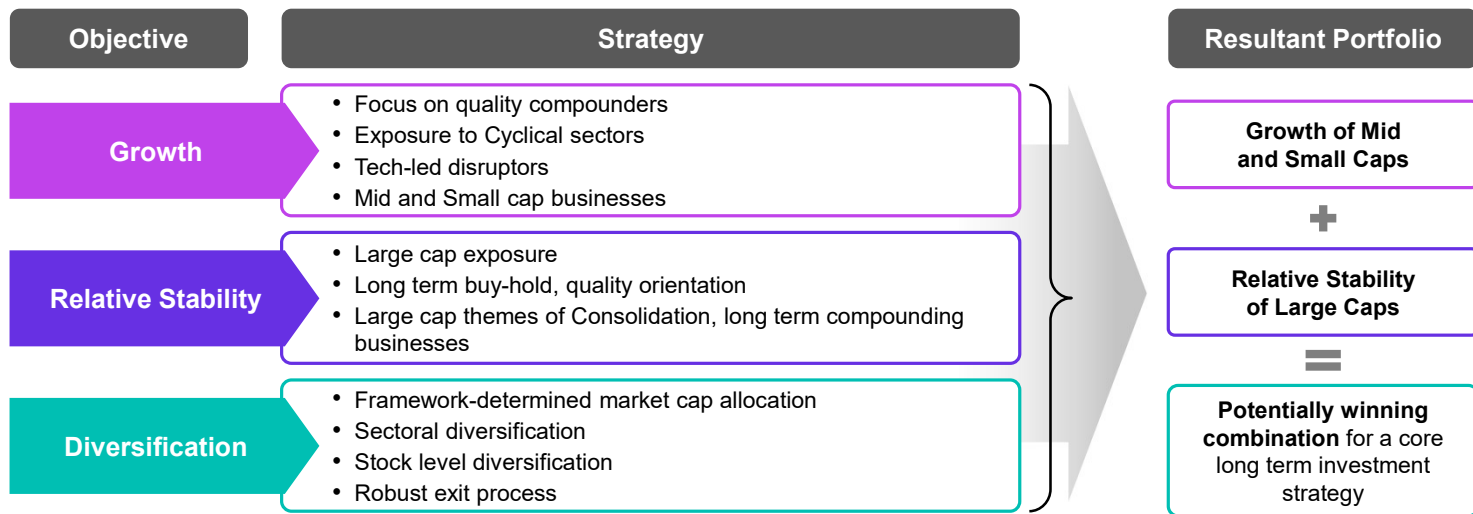 Objective
Strategy
Resultant Portfolio
Growth
• Focus on quality compounders
• Exposure to Cyclical sectors
• Tech-led disruptors
• Mid and Small cap businesses
Relative Stability
• Large cap exposure
• Long term buy-hold, quality orientation
• Large cap themes of Consolidation, long term compounding
businesses
Diversification
• Framework-determined market cap allocation
• Sectoral diversification
• Stock level diversification
• Robust exit process
Growth of Mid
and Small Caps
+
Relative Stability
of Large Caps
=
Potentially winning
combination for a core
long term investment
strategy